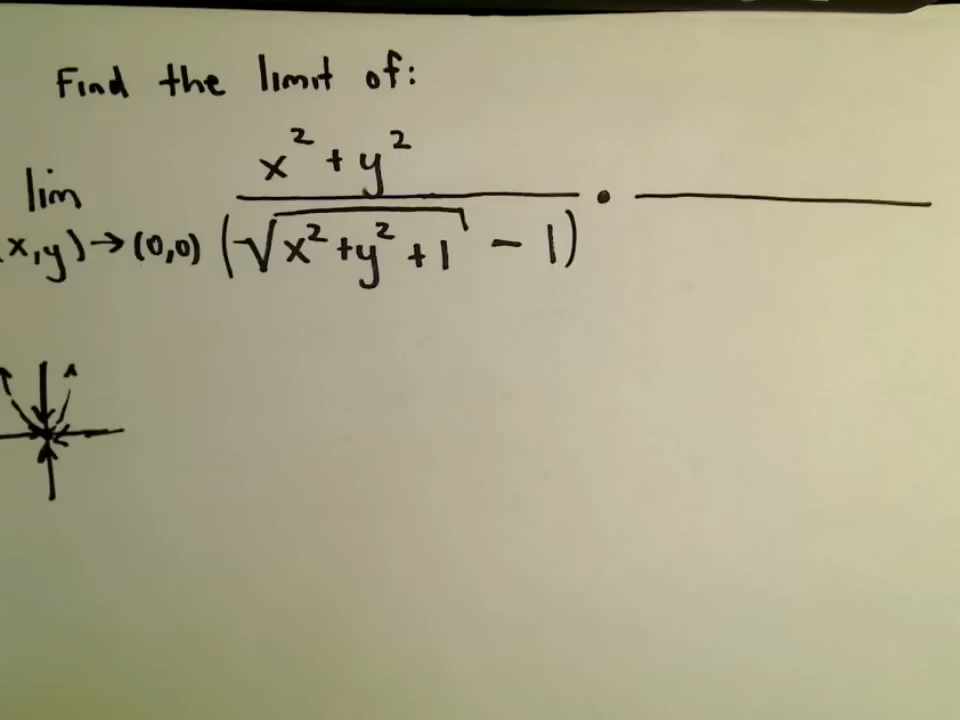 Find the limit of:
lim x² + y²
x,y) → (0,0) (√x² + y² + 1 - 1) ·